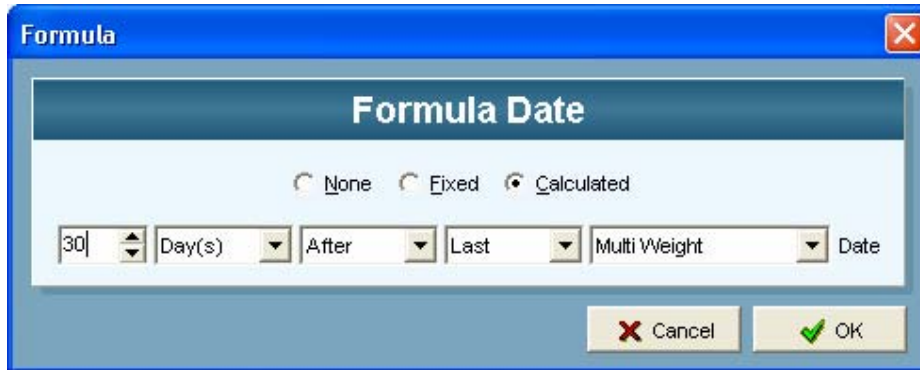 Formula
Formula Date
None Fixed Calculated
30 Day(s) After Last Multi Weight Date
Cancel OK